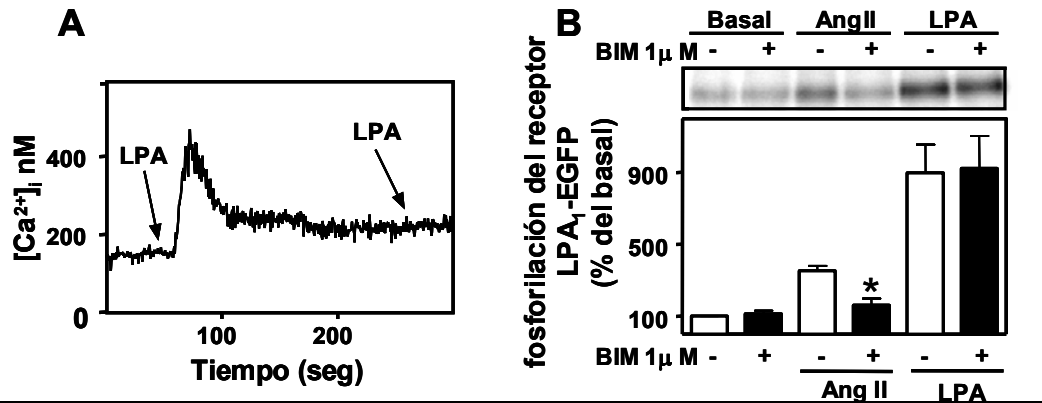 A
[Ca²⁺]ᵢ nM
400
200
0
LPA
LPA
100
200
Tiempo (seg)
B
Basal
AngII
LPA
BIM 1µ M
- + - + - +
fosforilación del receptor
LPA₁-EGFP
(% del basal)
900
500
100
*
BIM 1µ M - + - + - +
Ang II
LPA